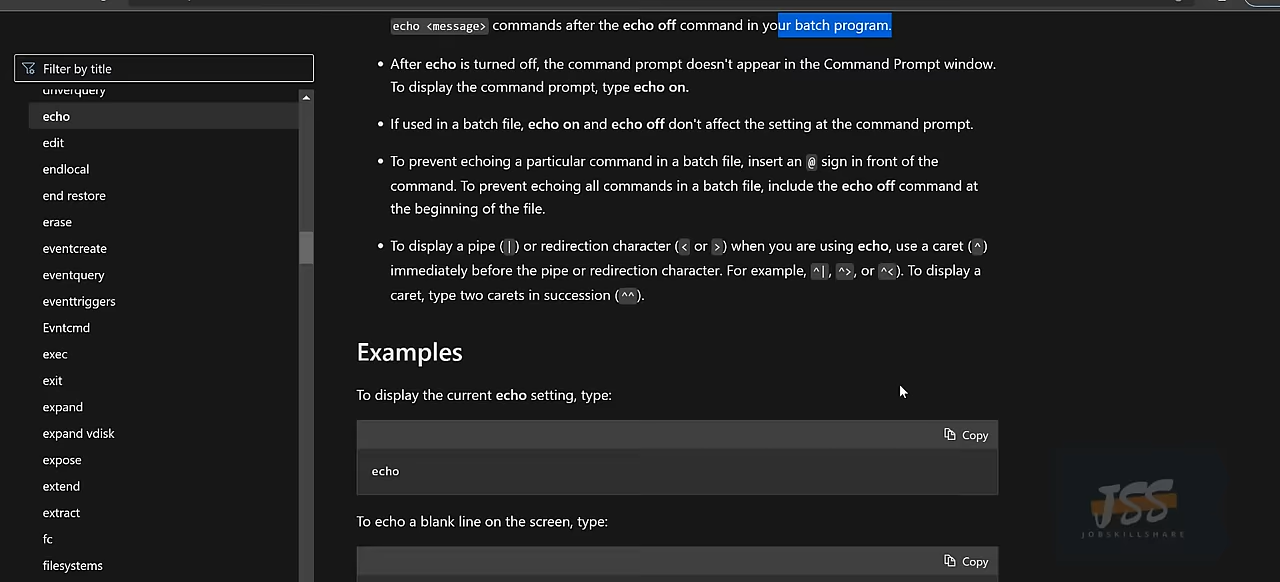 echo <message> commands after the echo off command in your batch program.
Filter by title
driverquery
echo
edit
endlocal
end restore
erase
eventcreate
eventquery
eventtriggers
Evntcmd
exec
exit
expand
expand vdisk
expose
extend
extract
fc
filesystems
• After echo is turned off, the command prompt doesn't appear in the Command Prompt window.
To display the command prompt, type echo on.
• If used in a batch file, echo on and echo off don't affect the setting at the command prompt.
• To prevent echoing a particular command in a batch file, insert an @ sign in front of the
command. To prevent echoing all commands in a batch file, include the echo off command at
the beginning of the file.
• To display a pipe (|) or redirection character (< or >) when you are using echo, use a caret (^)
immediately before the pipe or redirection character. For example, ^|, ^>, or ^<). To display a
caret, type two carets in succession (^^).
Examples
To display the current echo setting, type:
Copy
echo
To echo a blank line on the screen, type:
Copy
JSS
JOBSKILLSHARE